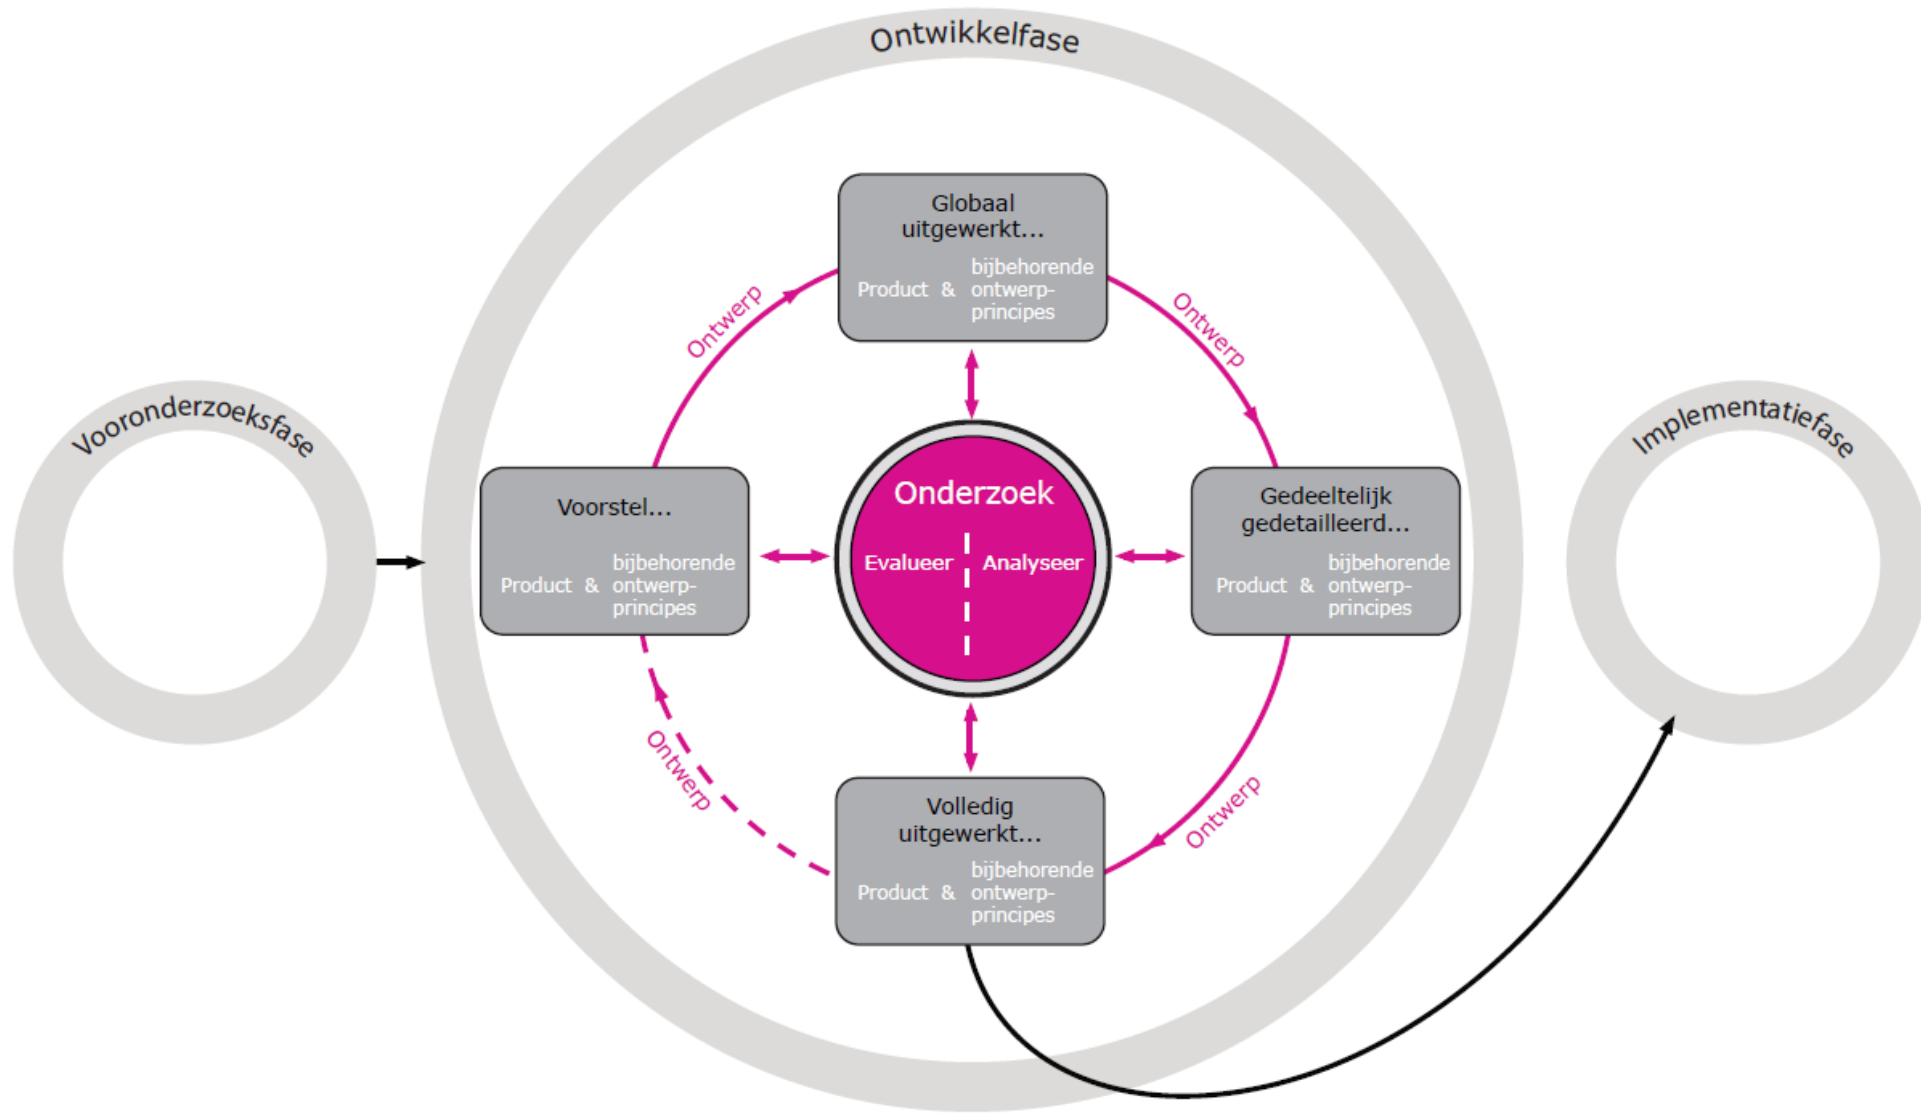 Ontwikkelfase
Vooronderzoeksfase
Implementatiefase
Globaal
uitgewerkt...
bijbehorende
Product & ontwerp-
principes
Ontwerp
Ontwerp
Voorstel...
bijbehorende
Product & ontwerp-
principes
Onderzoek
Evalueer
Analyseer
Gedeeltelijk
gedetailleerd...
bijbehorende
Product & ontwerp-
principes
Ontwerp
Ontwerp
Volledig
uitgewerkt...
bijbehorende
Product & ontwerp-
principes